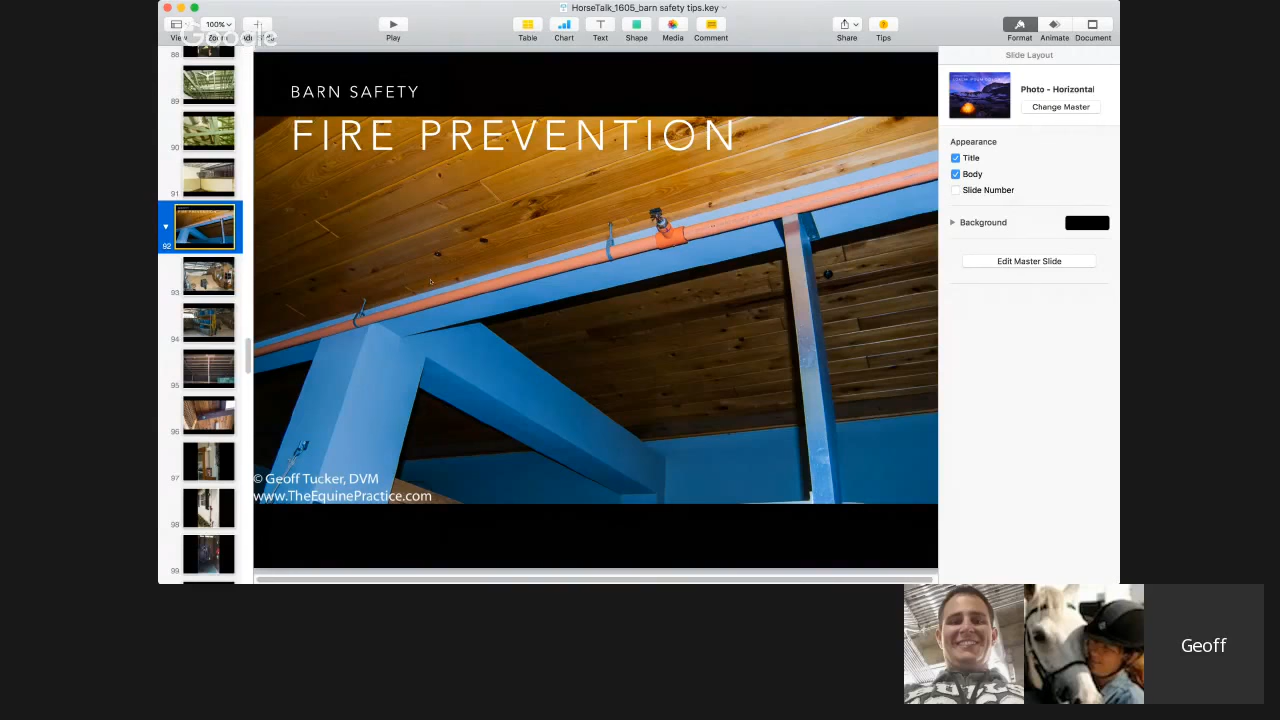 HorseTalk_1605_barn safety tips.key
View
100%
Zoom
Google
Play
Table
Chart
Text
Shape
Media
Comment
Share
Tips
Format
Animate
Document
88
89
90
91
92
93
94
95
96
97
98
99
BARN SAFETY
FIRE PREVENTION
© Geoff Tucker, DVM
www.TheEquinePractice.com
Slide Layout
Photo - Horizontal
Change Master
Appearance
Title
Body
Slide Number
Background
Edit Master Slide
Geoff